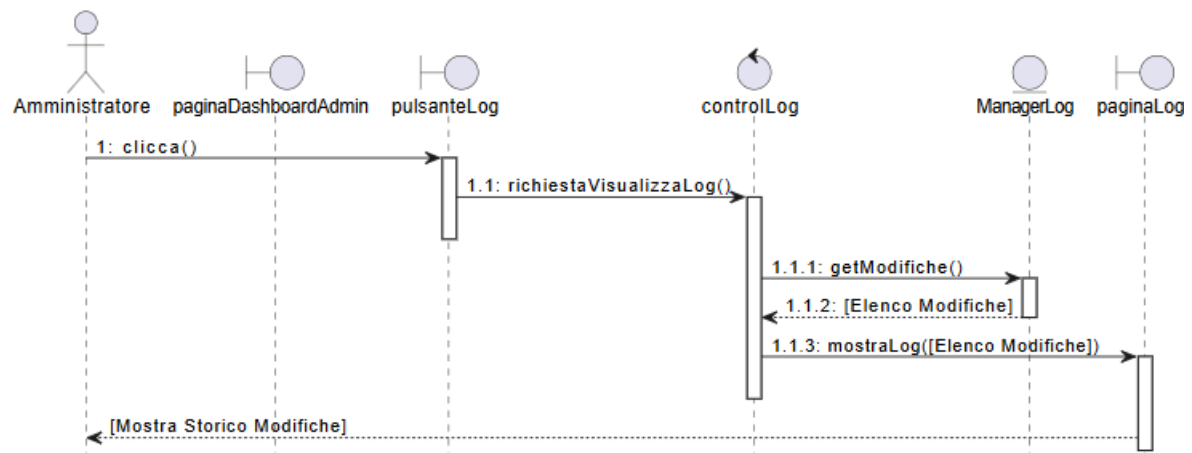 Amministratore
paginaDashboardAdmin
pulsanteLog
controlLog
ManagerLog
paginaLog
1: clicca()
1.1: richiestaVisualizzaLog()
1.1.1: getModifiche()
1.1.2: [Elenco Modifiche]
1.1.3: mostraLog([Elenco Modifiche])
[Mostra Storico Modifiche]